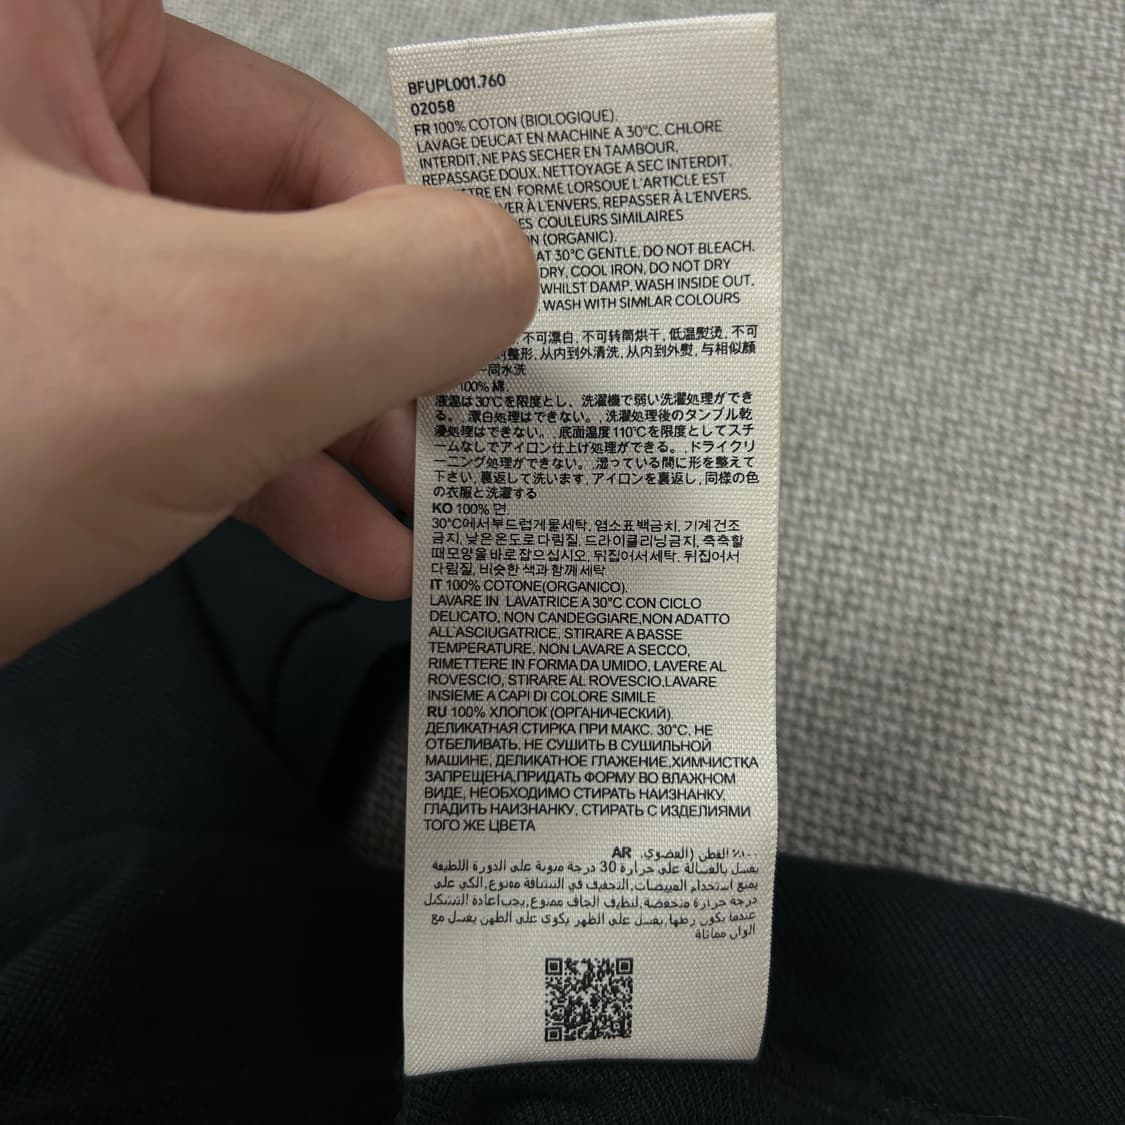 BFUPL001.760
02058
FR 100% COTON (BIOLOGIQUE).
LAVAGE DEUCAT EN MACHINE A 30°C. CHLORE
INTERDIT, NE PAS SECHER EN TAMBOUR,
REPASSAGE DOUX, NETTOYAGE A SEC INTERDIT.
TRE EN FORME LORSOUE L'ARTICLE EST
VER À L'ENVERS, REPASSER À L'ENVERS.
ES COULEURS SIMILAIRES
N (ORGANIC).
AT 30°C GENTLE, DO NOT BLEACH.
DRY, COOL IRON, DO NOT DRY
WHILST DAMP, WASH INSIDE OUT,
. WASH WITH SIMILAR COLOURS
, 不可漂白, 不可转筒烘干, 低温熨烫, 不可
整形, 从内到外清洗, 从内到外熨, 与相似颜
一同水洗
100% 綿.
液温は30℃を限度とし、洗濯機で弱い洗濯処理ができ
る。. 漂白処理はできない。, 洗濯処理後のタンブル乾
燥処理はできない。. 底面温度110℃を限度としてスチ
ームなしでアイロン仕上げ処理ができる。. ドライクリ
ーニング処理ができない。. 湿っている間に形を整えて
下さい, 裏返して洗います, アイロンを裏返し, 同様の色
の衣服と洗濯する
KO 100% 면
30°C에서부드럽게물세탁, 염소표백금치, 기계건조
금지, 낮은온도로다림질, 드라이클리닝금지, 축축할
때모양을바로잡으십시오, 뒤집어서세탁, 뒤집어서
다림질, 비슷한색과함께세탁
IT 100% COTONE(ORGANICO).
LAVARE IN LAVATRICE A 30°C CON CICLO
DELICATO, NON CANDEGGIARE,NON ADATTO
ALL'ASCIUGATRICE, STIRARE A BASSE
TEMPERATURE, NON LAVARE A SECCO,
RIMETTERE IN FORMA DA UMIDO, LAVERE AL
ROVESCIO, STIRARE AL ROVESCIO,LAVARE
INSIEME A CAPI DI COLORE SIMILE
RU 100% ХЛОПОК (ОРГАНИЧЕСКИЙ).
ДЕЛИКАТНАЯ СТИРКА ПРИ МАКС. 30°C, НЕ
ОТБЕЛИВАТЬ, НЕ СУШИТЬ В СУШИЛЬНОЙ
МАШИНЕ, ДЕЛИКАТНОЕ ГЛАЖЕНИЕ,ХИМЧИСТКА
ЗАПРЕЩЕНА,ПРИДАТЬ ФОРМУ ВО ВЛАЖНОМ
ВИДЕ, НЕОБХОДИМО СТИРАТЬ НАИЗНАНКУ,
ГЛАДИТЬ НАИЗНАНКУ, СТИРАТЬ С ИЗДЕЛИЯМИ
ТОГО ЖЕ ЦВЕТА
١٠٠٪ القطن (العضوي). AR
يغسل بالغسالة على حرارة 30 درجة مئوية على الدورة اللطيفة
يمنع استخدام المبيضات,التجفيف في النشافة ممنوع,الكي على
درجة حرارة منخفضة,لتنظيف الجاف ممنوع,يجب اعادة التشكيل
عندما يكون رطبا,يغسل على الظهر يكوى على الظهر, يغسل مع
الوان مماثلة